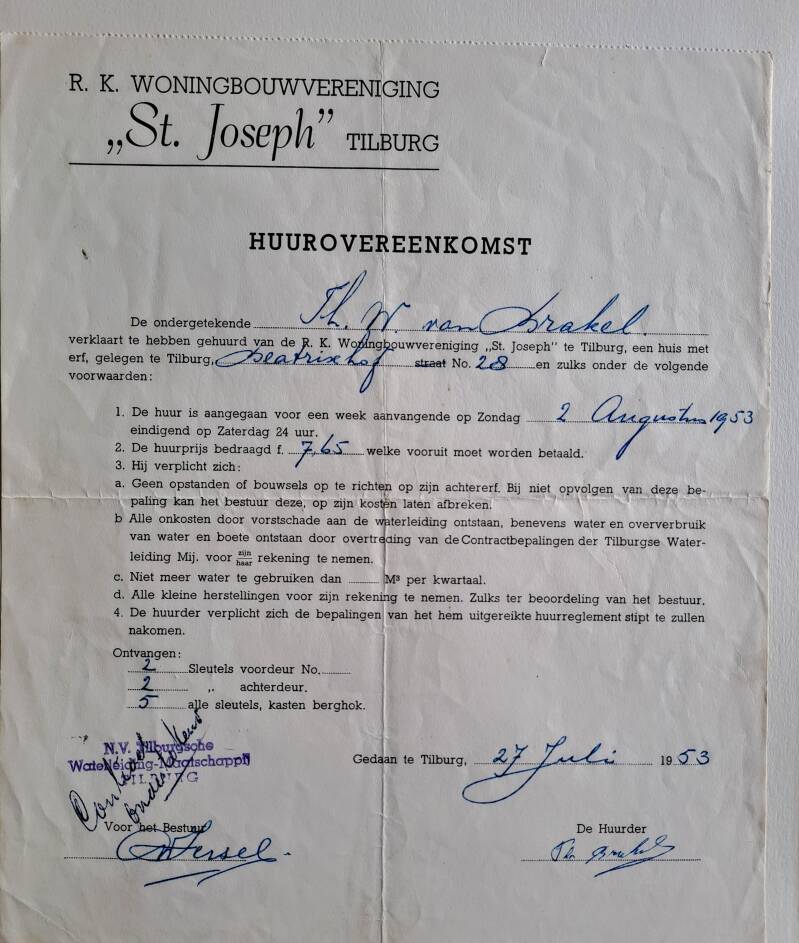 R. K. WONINGBOUWVERENIGING
„St. Joseph” TILBURG
HUUROVEREENKOMST
De ondergetekende Th. W. van Brakel.
verklaart te hebben gehuurd van de R. K. Woningbouwvereniging „St. Joseph” te Tilburg, een huis met
erf, gelegen te Tilburg, Beatrixhof straat No. 28 en zulks onder de volgende
voorwaarden:
1. De huur is aangegaan voor een week aanvangende op Zondag 2 Augustus 1953
eindigend op Zaterdag 24 uur.
2. De huurprijs bedraagd f. 7,65 welke vooruit moet worden betaald.
3. Hij verplicht zich:
a. Geen opstanden of bouwsels op te richten op zijn achtererf. Bij niet opvolgen van deze be-
paling kan het bestuur deze, op zijn kosten laten afbreken.
b Alle onkosten door vorstschade aan de waterleiding ontstaan, benevens water en oververbruik
van water en boete ontstaan door overtreding van de Contractbepalingen der Tilburgse Water-
leiding Mij. voor zijn/haar rekening te nemen.
c. Niet meer water te gebruiken dan ........ M³ per kwartaal.
d. Alle kleine herstellingen voor zijn rekening te nemen. Zulks ter beoordeling van het bestuur.
4. De huurder verplicht zich de bepalingen van het hem uitgereikte huurreglement stipt te zullen
nakomen.
Ontvangen:
2 Sleutels voordeur No.
2 „ achterdeur.
5 alle sleutels, kasten berghok.
N.V. Tilburgsche
Waterleiding-Maatschappij
TILBURG
Contract
Gedaan te Tilburg, 27 Juli 1953
Voor het Bestuur
De Huurder
Th. Brakel